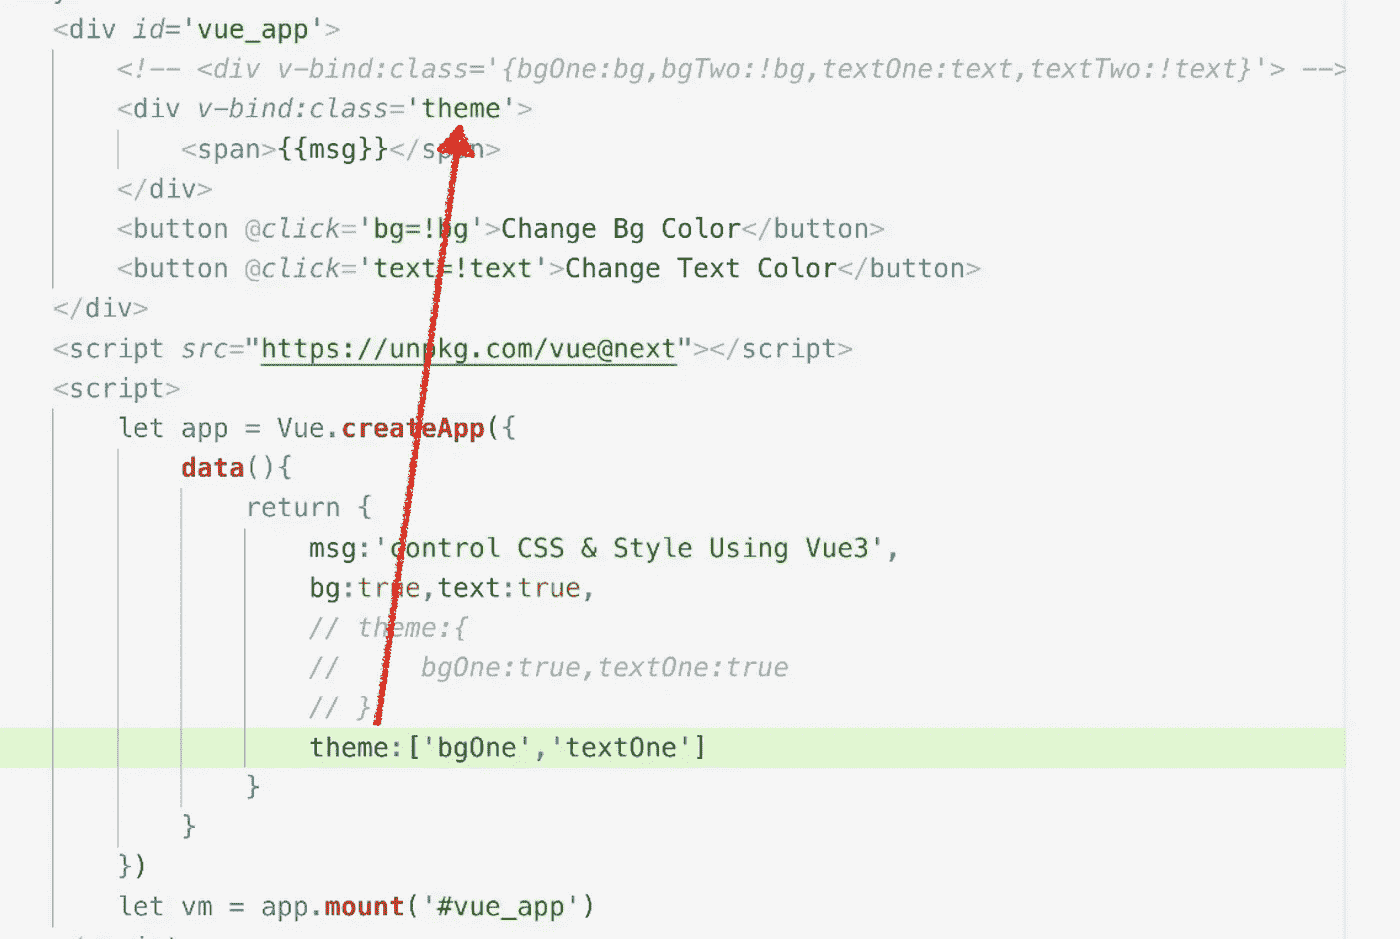 <div id='vue_app'>
<!-- <div v-bind:class='{bgOne:bg,bgTwo:!bg,textOne:text,textTwo:!text}'> -->
<div v-bind:class='theme'>
<span>{{msg}}</span>
</div>
<button @click='bg=!bg'>Change Bg Color</button>
<button @click='text=!text'>Change Text Color</button>
</div>
<script src="https://unpkg.com/vue@next"></script>
<script>
let app = Vue.createApp({
data(){
return {
msg:'control CSS & Style Using Vue3',
bg:true,text:true,
// theme:{
// bgOne:true,textOne:true
// }
theme:['bgOne','textOne']
}
}
})
let vm = app.mount('#vue_app')